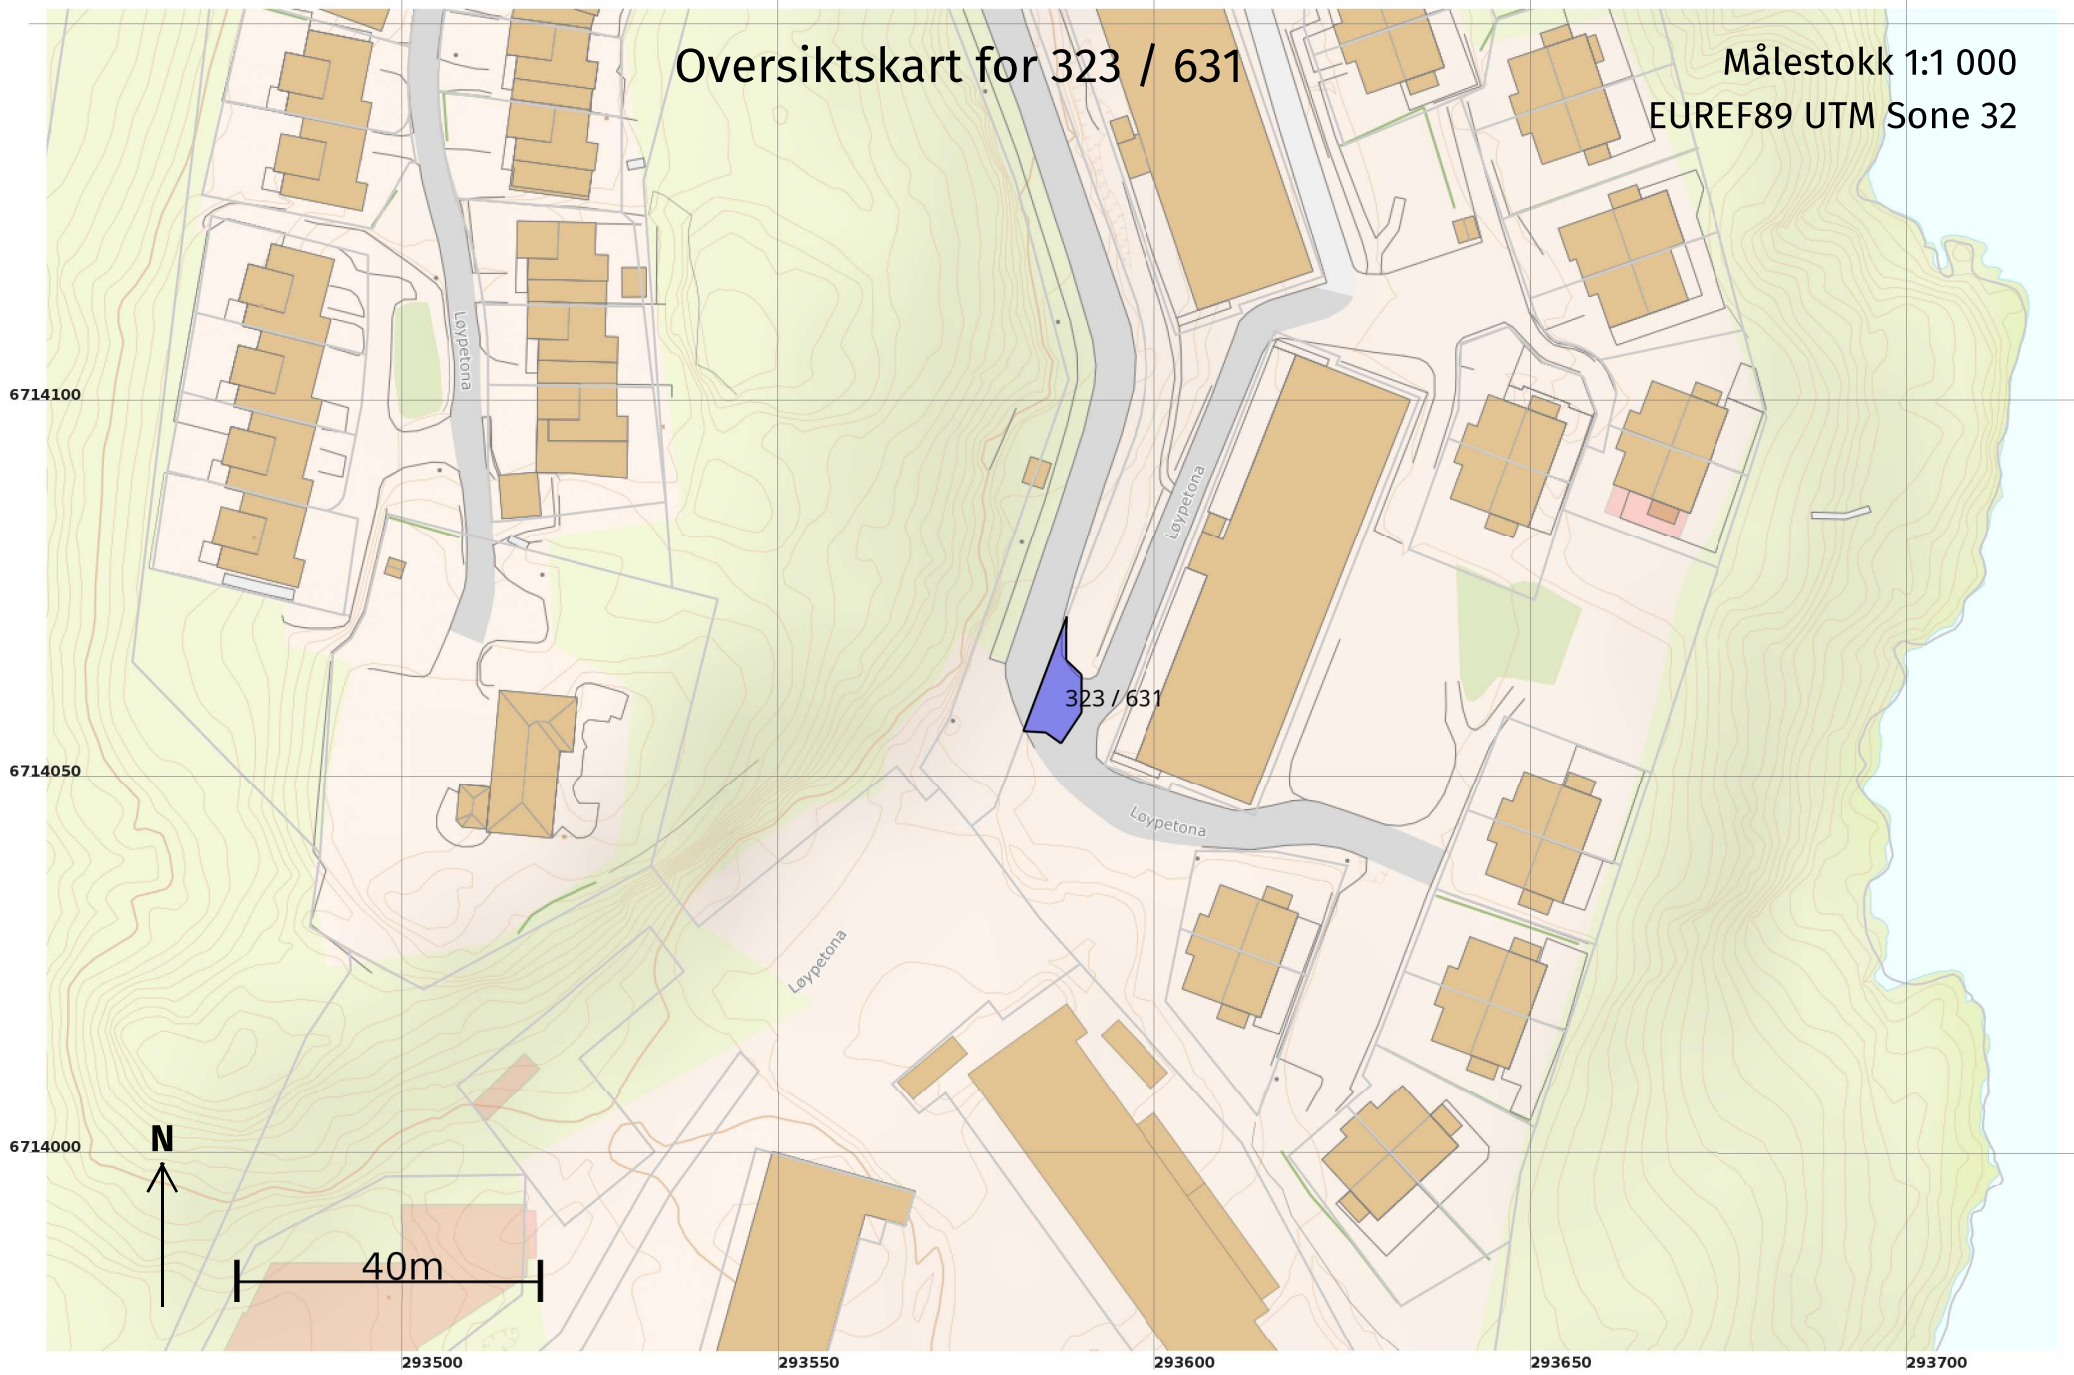 Oversiktskart for 323 / 631
Målestokk 1:1 000
EUREF89 UTM Sone 32
Løypetona
6714100
Løypetona
323 / 631
6714050
Løypetona
Løypetona
N
6714000
40m
293500
293550
293600
293650
293700